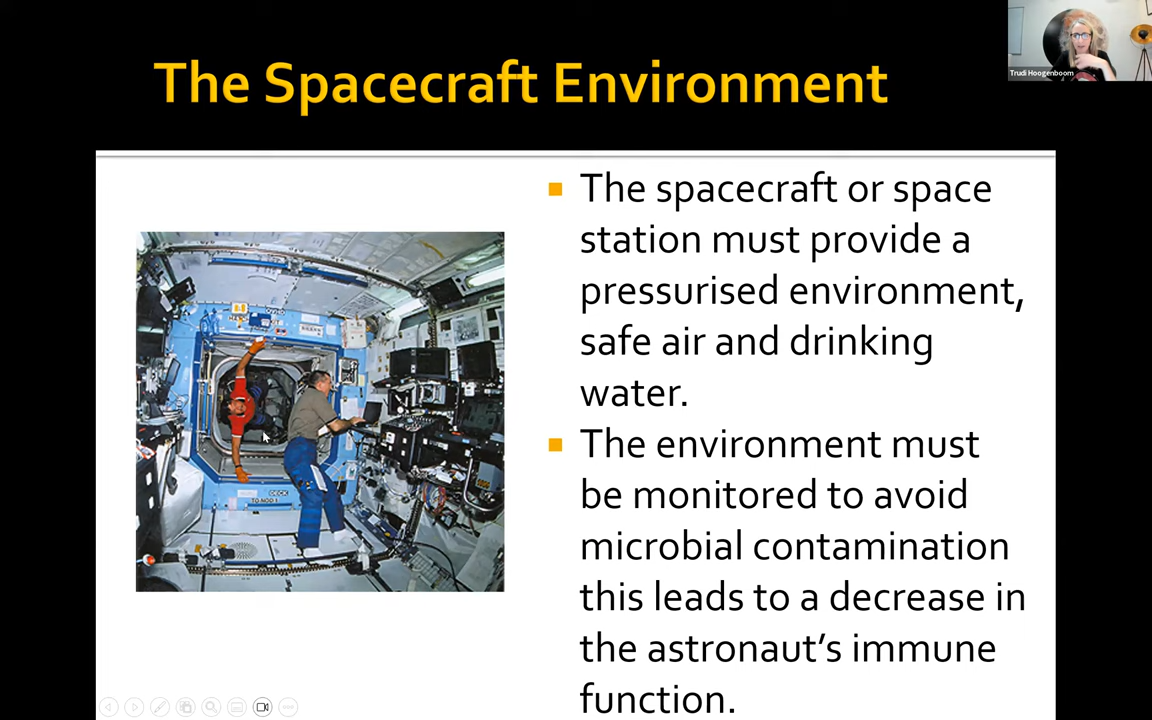 The Spacecraft Environment
Trudi Hoogenboom
The spacecraft or space
station must provide a
pressurised environment,
safe air and drinking
water.
The environment must
be monitored to avoid
microbial contamination
this leads to a decrease in
the astronaut’s immune
function.
DECK